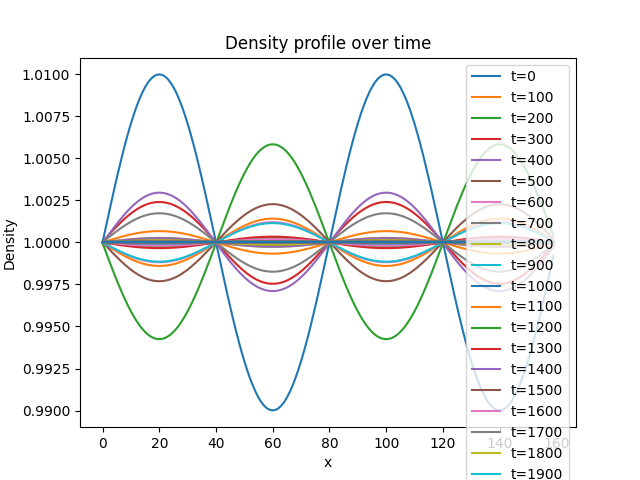 Density profile over time
Density
1.0100
1.0075
1.0050
1.0025
1.0000
0.9975
0.9950
0.9925
0.9900
0 20 40 60 80 100 120 140 160
x
t=0
t=100
t=200
t=300
t=400
t=500
t=600
t=700
t=800
t=900
t=1000
t=1100
t=1200
t=1300
t=1400
t=1500
t=1600
t=1700
t=1800
t=1900